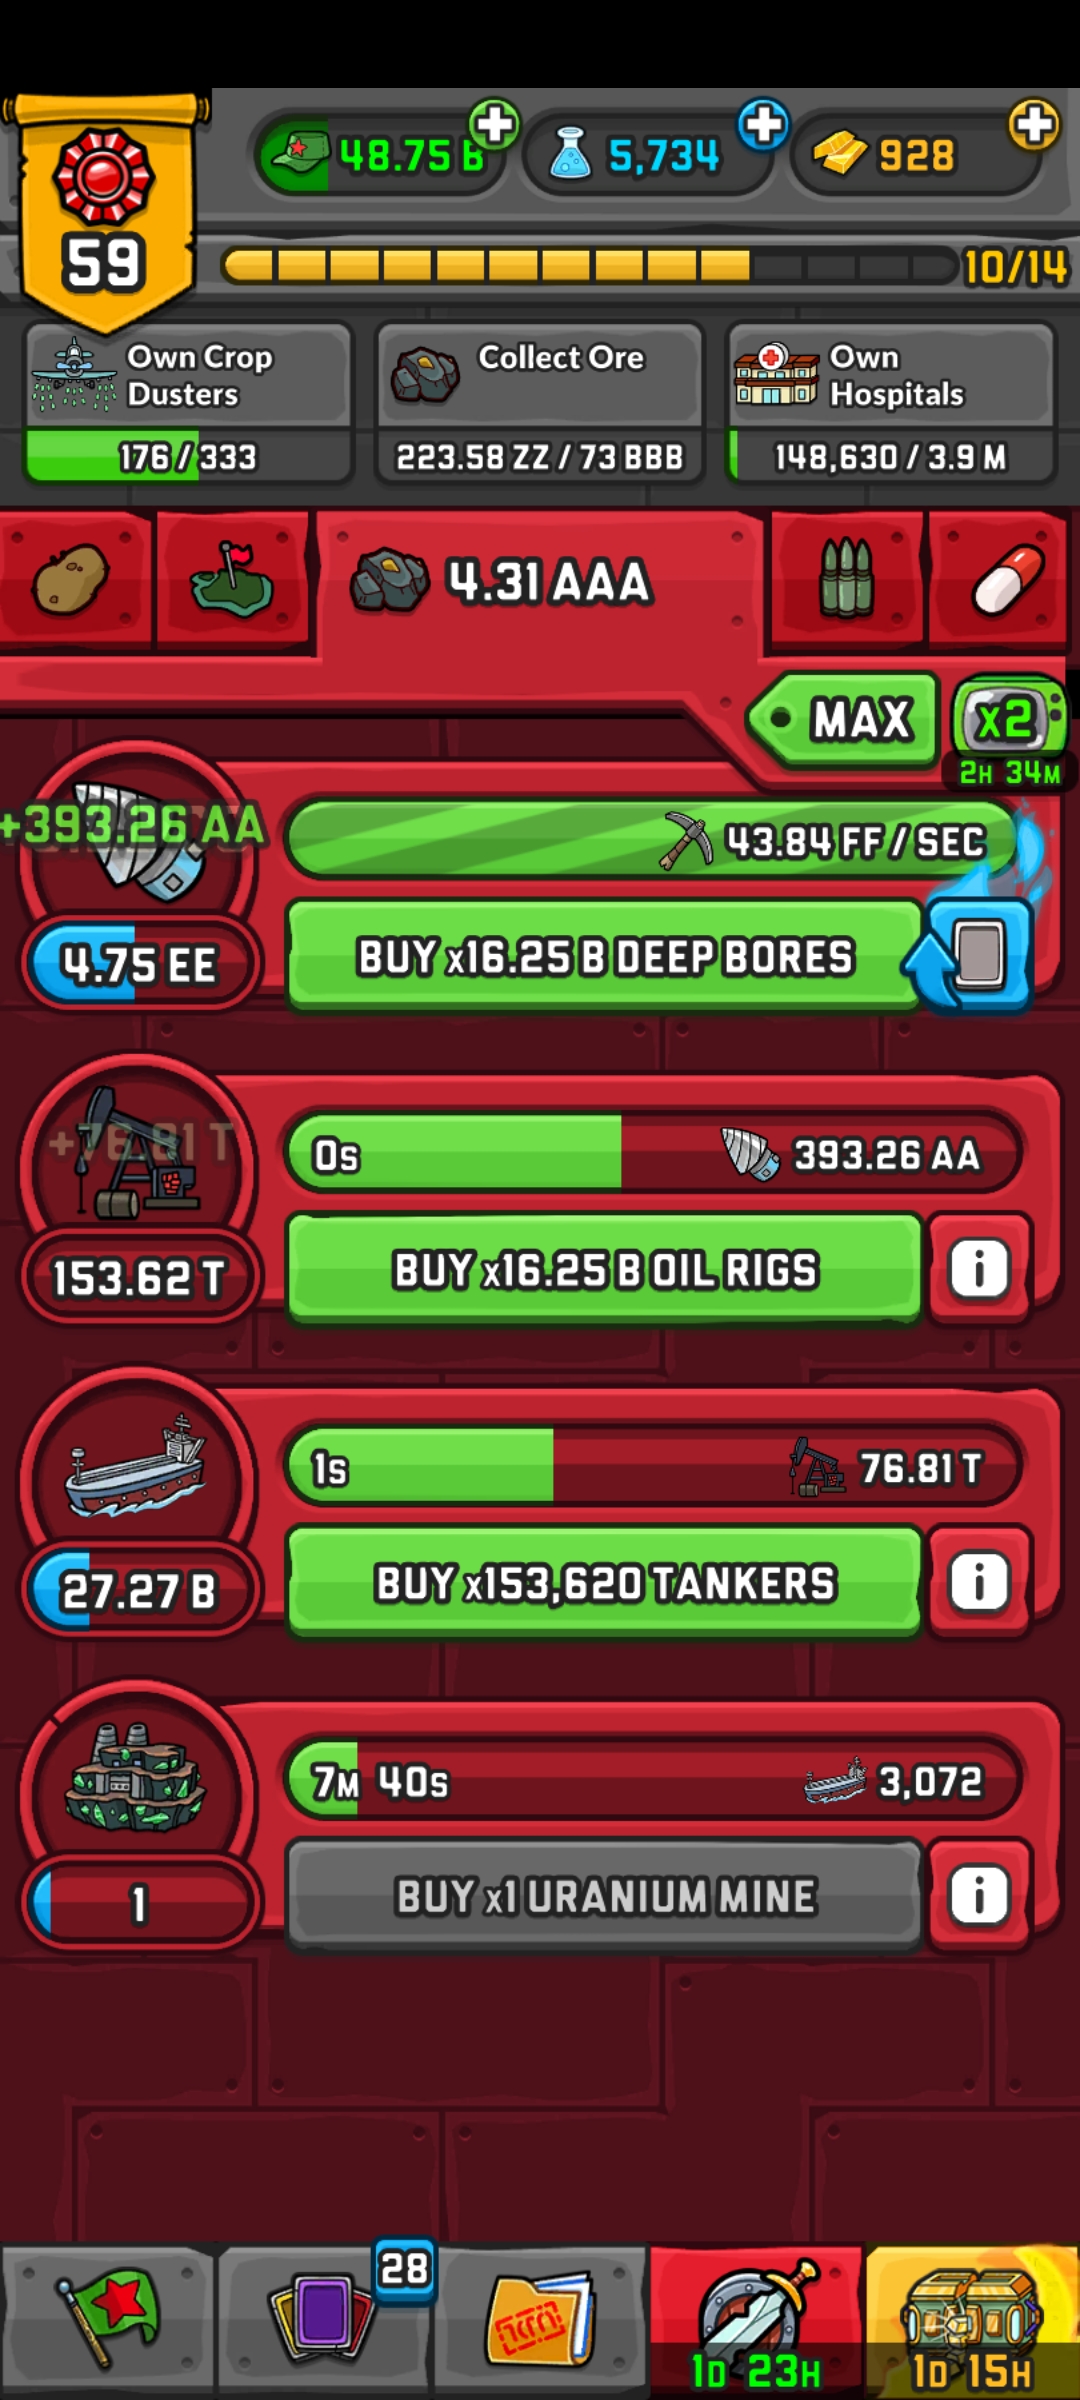 48.75 B
5,734
928
59
10/14
Own Crop
Dusters
176 / 333
Collect Ore
223.58 ZZ / 73 BBB
Own
Hospitals
148,630 / 3.9 M
4.31 AAA
MAX
x2
2H 34M
+393.26 AA
43.84 FF / SEC
4.75 EE
BUY x16.25 B DEEP BORES
+76.81 T
0s
393.26 AA
153.62 T
BUY x16.25 B OIL RIGS
i
1s
76.81 T
27.27 B
BUY x153,620 TANKERS
i
7M 40s
3,072
1
BUY x1 URANIUM MINE
i
28
1D 23H
1D 15H